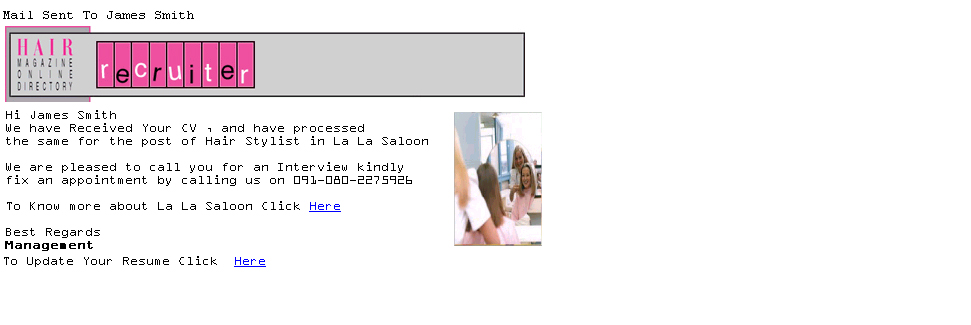 Mail Sent To James Smith
HAIR
MAGAZINE
ONLINE
DIRECTORY
recruiter
Hi James Smith
We have Received Your CV , and have processed
the same for the post of Hair Stylist in La La Saloon
We are pleased to call you for an Interview kindly
fix an appointment by calling us on 091-080-2275926
To Know more about La La Saloon Click Here
Best Regards
Management
To Update Your Resume Click Here